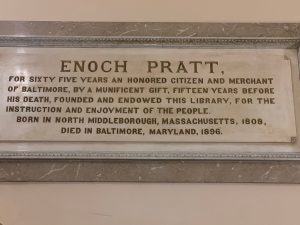 ENOCH PRATT,
FOR SIXTY FIVE YEARS AN HONORED CITIZEN AND MERCHANT
OF BALTIMORE, BY A MUNIFICENT GIFT, FIFTEEN YEARS BEFORE
HIS DEATH, FOUNDED AND ENDOWED THIS LIBRARY, FOR THE
INSTRUCTION AND ENJOYMENT OF THE PEOPLE.
BORN IN NORTH MIDDLEBOROUGH, MASSACHUSETTS, 1808,
DIED IN BALTIMORE, MARYLAND, 1896.